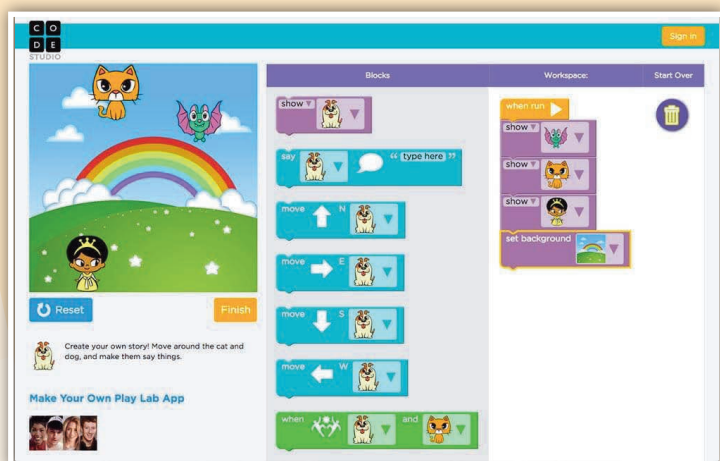 C O
D E
STUDIO
Sign in
Blocks
Workspace:
Start Over
show
say “ type here ”
move N
move E
move S
move W
when and
when run
show
show
show
set background
Reset
Finish
Create your own story! Move around the cat and
dog, and make them say things.
Make Your Own Play Lab App